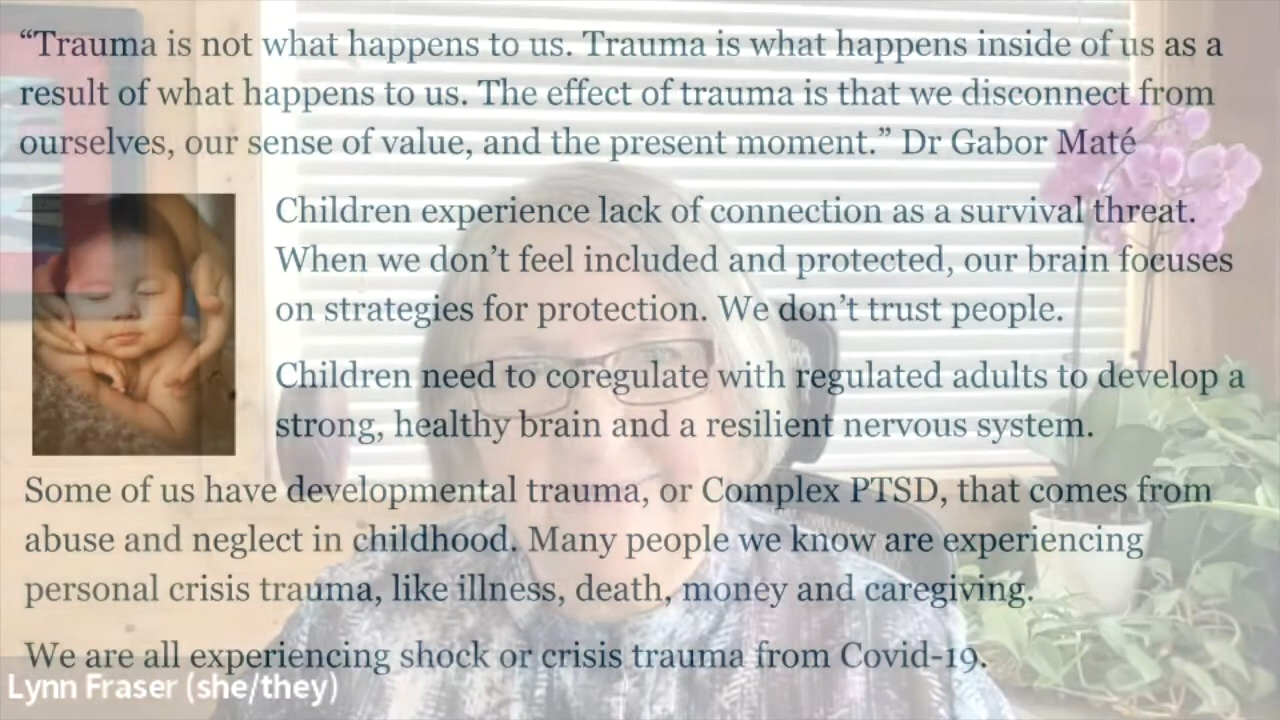 “Trauma is not what happens to us. Trauma is what happens inside of us as a
result of what happens to us. The effect of trauma is that we disconnect from
ourselves, our sense of value, and the present moment.” Dr Gabor Maté
Children experience lack of connection as a survival threat.
When we don’t feel included and protected, our brain focuses
on strategies for protection. We don’t trust people.
Children need to coregulate with regulated adults to develop a
strong, healthy brain and a resilient nervous system.
Some of us have developmental trauma, or Complex PTSD, that comes from
abuse and neglect in childhood. Many people we know are experiencing
personal crisis trauma, like illness, death, money and caregiving.
We are all experiencing shock or crisis trauma from Covid-19.
Lynn Fraser (she/they)